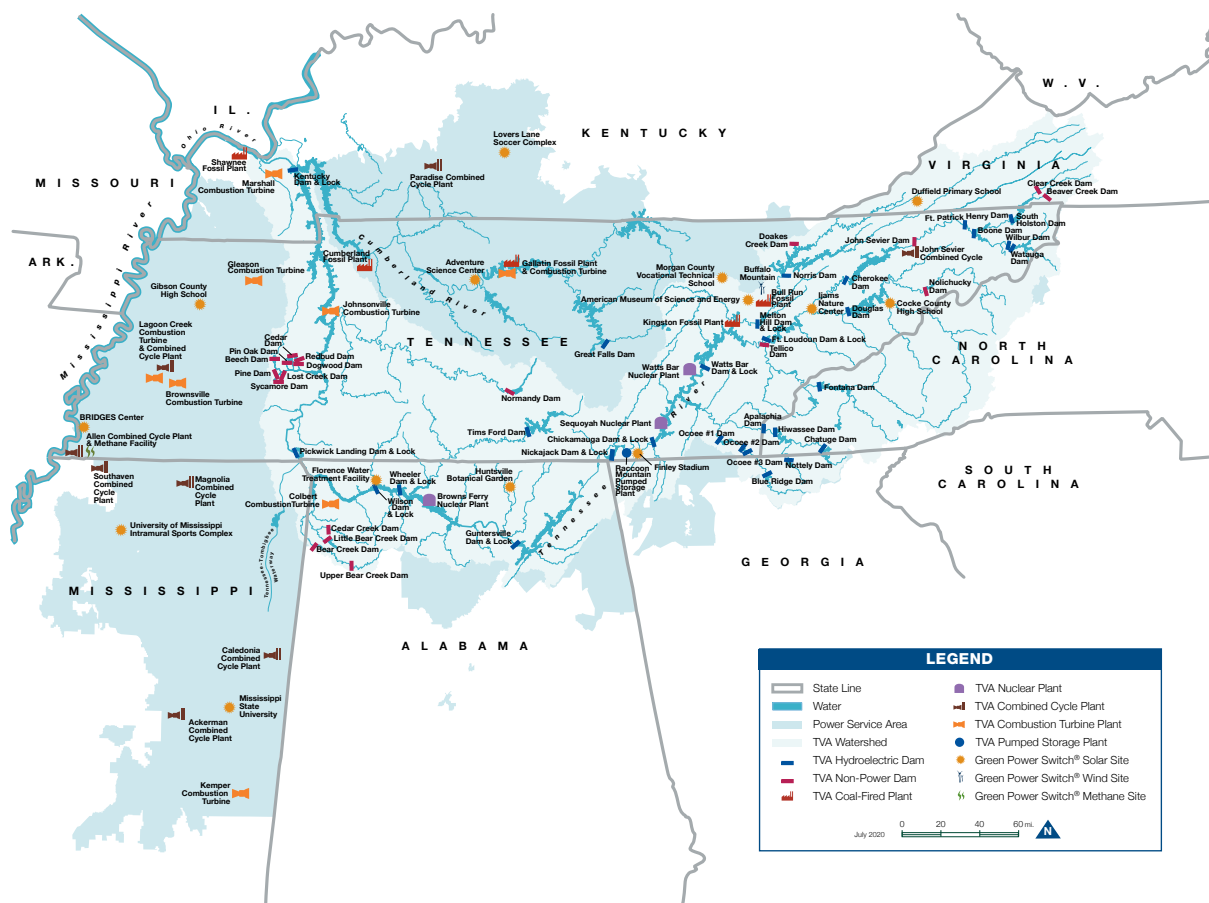 W. V.
IL.
KENTUCKY
Ohio River
Lovers Lane
Soccer Complex
Shawnee
Fossil Plant
Marshall
Combustion Turbine
Kentucky
Dam & Lock
Paradise Combined
Cycle Plant
VIRGINIA
MISSOURI
Duffield Primary School
Clear Creek Dam
Beaver Creek Dam
Ft. Patrick Henry Dam
South
Holston Dam
Boone Dam
Wilbur Dam
Watauga
Dam
Mississippi River
ARK.
Cumberland
Fossil Plant
Cumberland River
Doakes
Creek Dam
John Sevier Dam
John Sevier
Combined Cycle
Gleason
Combustion Turbine
Adventure
Science Center
Gallatin Fossil Plant
& Combustion Turbine
Morgan County
Vocational Technical
School
Buffalo
Mountain
Norris Dam
Cherokee
Dam
Nolichucky
Dam
Gibson County
High School
American Museum of Science and Energy
Bull Run
Fossil
Plant
Ijams
Nature
Center
Douglas
Dam
Cocke County
High School
Johnsonville
Combustion Turbine
Kingston Fossil Plant
Melton
Hill Dam
& Lock
Lagoon Creek
Combustion
Turbine
& Combined
Cycle Plant
TENNESSEE
Ft. Loudoun Dam & Lock
Tellico
Dam
NORTH
CAROLINA
Cedar
Dam
Pin Oak Dam
Redbud Dam
Beech Dam
Dogwood Dam
Pine Dam
Lost Creek Dam
Sycamore Dam
Great Falls Dam
Watts Bar
Nuclear Plant
Watts Bar
Dam & Lock
Brownsville
Combustion Turbine
Normandy Dam
Fontana Dam
Mississippi River
BRIDGES Center
Allen Combined Cycle Plant
& Methane Facility
Tims Ford Dam
Sequoyah Nuclear Plant
Chickamauga Dam & Lock
Nickajack Dam & Lock
Ocoee #1 Dam
Apalachia
Dam
Hiwassee Dam
Ocoee #2 Dam
Chatuge Dam
Ocoee #3 Dam
Nottely Dam
Blue Ridge Dam
Pickwick Landing Dam & Lock
Southaven
Combined
Cycle
Plant
Magnolia
Combined
Cycle
Plant
Florence Water
Treatment Facility
Wheeler
Dam & Lock
Huntsville
Botanical Garden
Raccoon
Mountain
Pumped
Storage
Plant
Finley Stadium
SOUTH
CAROLINA
Colbert
CombustionTurbine
Wilson
Dam
& Lock
Browns Ferry
Nuclear Plant
Tennessee River
University of Mississippi
Intramural Sports Complex
Cedar Creek Dam
Little Bear Creek Dam
Bear Creek Dam
Upper Bear Creek Dam
Guntersville
Dam & Lock
Tennessee-Tombigbee
Waterway
GEORGIA
MISSISSIPPI
ALABAMA
Caledonia
Combined
Cycle Plant
Mississippi
State
University
Ackerman
Combined
Cycle Plant
Kemper
Combustion
Turbine
LEGEND
State Line
Water
Power Service Area
TVA Watershed
TVA Hydroelectric Dam
TVA Non-Power Dam
TVA Coal-Fired Plant
TVA Nuclear Plant
TVA Combined Cycle Plant
TVA Combustion Turbine Plant
TVA Pumped Storage Plant
Green Power Switch® Solar Site
Green Power Switch® Wind Site
Green Power Switch® Methane Site
July 2020
0 20 40 60 mi.
N